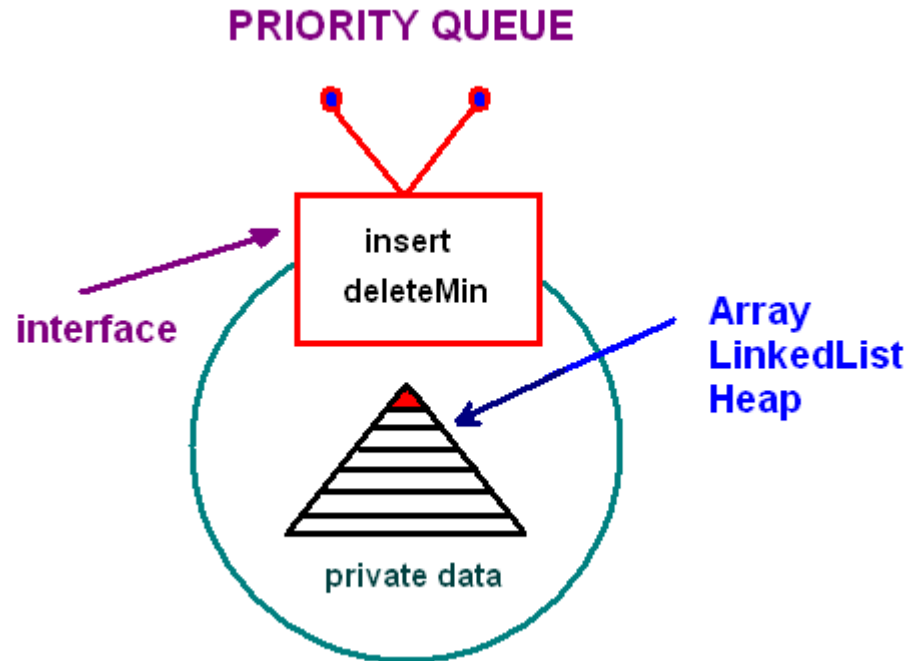 PRIORITY QUEUE
insert
deleteMin
interface
Array
LinkedList
Heap
private data